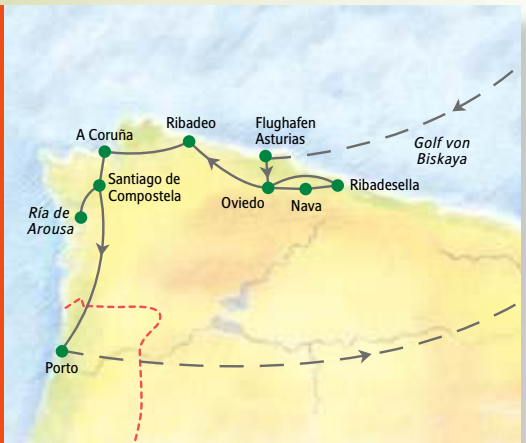 A Coruña
Ribadeo
Flughafen
Asturias
Golf von
Biskaya
Santiago de
Compostela
Ribadesella
Oviedo
Nava
Ría de
Arousa
Porto